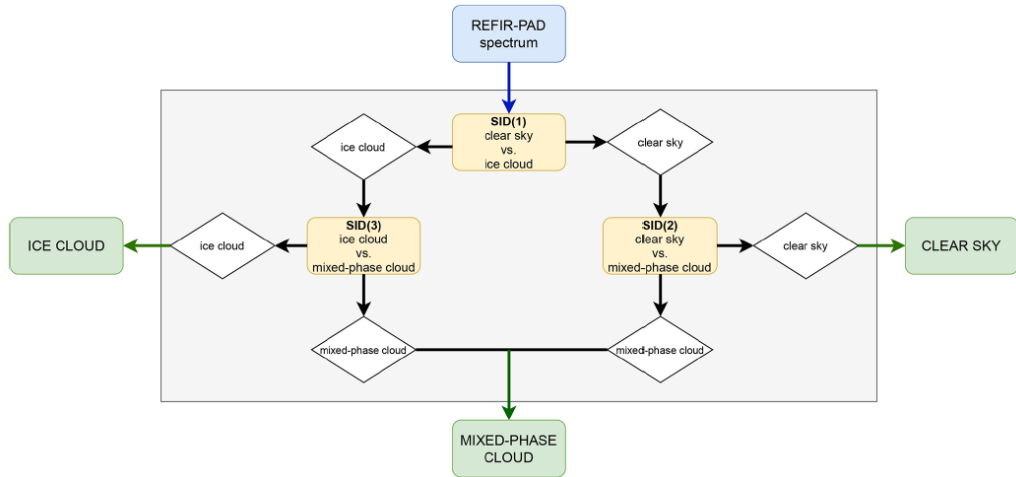 REFIR-PAD
spectrum
SID(1)
clear sky
vs.
ice cloud
ice cloud
clear sky
SID(3)
ice cloud
vs.
mixed-phase cloud
SID(2)
clear sky
vs.
mixed-phase cloud
ICE CLOUD
ice cloud
clear sky
CLEAR SKY
mixed-phase cloud
mixed-phase cloud
MIXED-PHASE
CLOUD